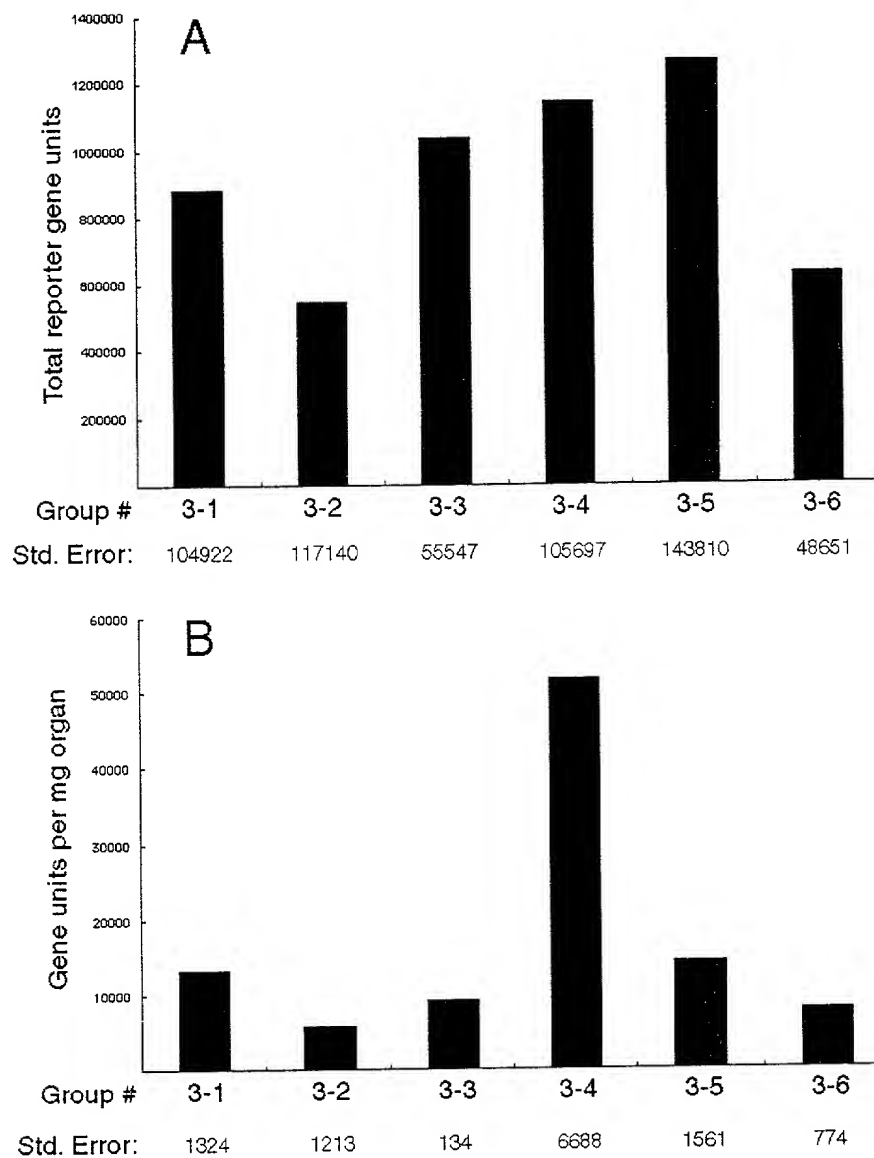 A
Total reporter gene units
1400000
1200000
1000000
800000
600000
400000
200000
Group # 3-1 3-2 3-3 3-4 3-5 3-6
Std. Error: 104922 117140 55547 105697 143810 48651
B
Gene units per mg organ
60000
50000
40000
30000
20000
10000
Group # 3-1 3-2 3-3 3-4 3-5 3-6
Std. Error: 1324 1213 134 6688 1561 774